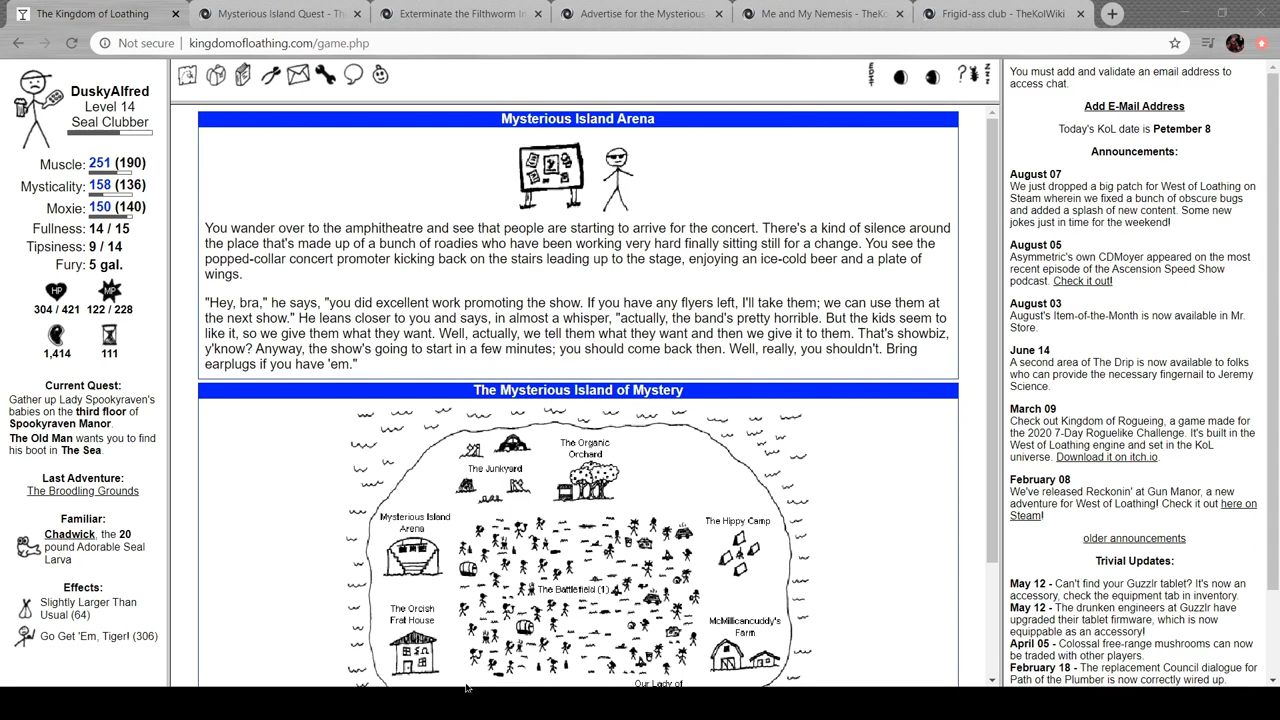 The Kingdom of Loathing
Mysterious Island Quest - The
Exterminate the Filthworm In
Advertise for the Mysterious
Me and My Nemesis - TheKo
Frigid-ass club - TheKolWiki
Not secure
kingdomofloathing.com/game.php
DuskyAlfred
Level 14
Seal Clubber
Muscle: 251 (190)
Mysticality: 158 (136)
Moxie: 150 (140)
Fullness: 14 / 15
Tipsiness: 9 / 14
Fury: 5 gal.
HP MP
304 / 421 122 / 228
1,414 111
Current Quest:
Gather up Lady Spookyraven's
babies on the third floor of
Spookyraven Manor.
The Old Man wants you to find
his boot in The Sea.
Last Adventure:
The Broodling Grounds
Familiar:
Chadwick, the 20
pound Adorable Seal
Larva
Effects:
Slightly Larger Than
Usual (64)
Go Get 'Em, Tiger! (306)
Mysterious Island Arena
You wander over to the amphitheatre and see that people are starting to arrive for the concert. There's a kind of silence around
the place that's made up of a bunch of roadies who have been working very hard finally sitting still for a change. You see the
popped-collar concert promoter kicking back on the stairs leading up to the stage, enjoying an ice-cold beer and a plate of
wings.
"Hey, bra," he says, "you did excellent work promoting the show. If you have any flyers left, I'll take them; we can use them at
the next show." He leans closer to you and says, in almost a whisper, "actually, the band's pretty horrible. But the kids seem to
like it, so we give them what they want. Well, actually, we tell them what they want and then we give it to them. That's showbiz,
y'know? Anyway, the show's going to start in a few minutes; you should come back then. Well, really, you shouldn't. Bring
earplugs if you have 'em."
The Mysterious Island of Mystery
The Organic
Orchard
The Junkyard
Mysterious Island
Arena
The Hippy Camp
The Battlefield (1)
The Orcish
Frat House
McMillicancuddy's
Farm
Our Lady of
You must add and validate an email address to
access chat.
Add E-Mail Address
Today's KoL date is Petember 8
Announcements:
August 07
We just dropped a big patch for West of Loathing on
Steam wherein we fixed a bunch of obscure bugs
and added a splash of new content. Some new
jokes just in time for the weekend!
August 05
Asymmetric's own CDMoyer appeared on the most
recent episode of the Ascension Speed Show
podcast. Check it out!
August 03
August's Item-of-the-Month is now available in Mr.
Store.
June 14
A second area of The Drip is now available to folks
who can provide the necessary fingernail to Jeremy
Science.
March 09
Check out Kingdom of Rogueing, a game made for
the 2020 7-Day Roguelike Challenge. It's built in the
West of Loathing engine and set in the KoL
universe. Download it on itch.io.
February 08
We've released Reckonin' at Gun Manor, a new
adventure for West of Loathing! Check it out here on
Steam!
older announcements
Trivial Updates:
May 12 - Can't find your Guzzlr tablet? It's now an
accessory, check the equipment tab in inventory.
May 12 - The drunken engineers at Guzzlr have
upgraded their tablet firmware, which is now
equippable as an accessory!
April 05 - Colossal free-range mushrooms can now
be traded with other players.
February 18 - The replacement Council dialogue for
Path of the Plumber is now correctly wired up.